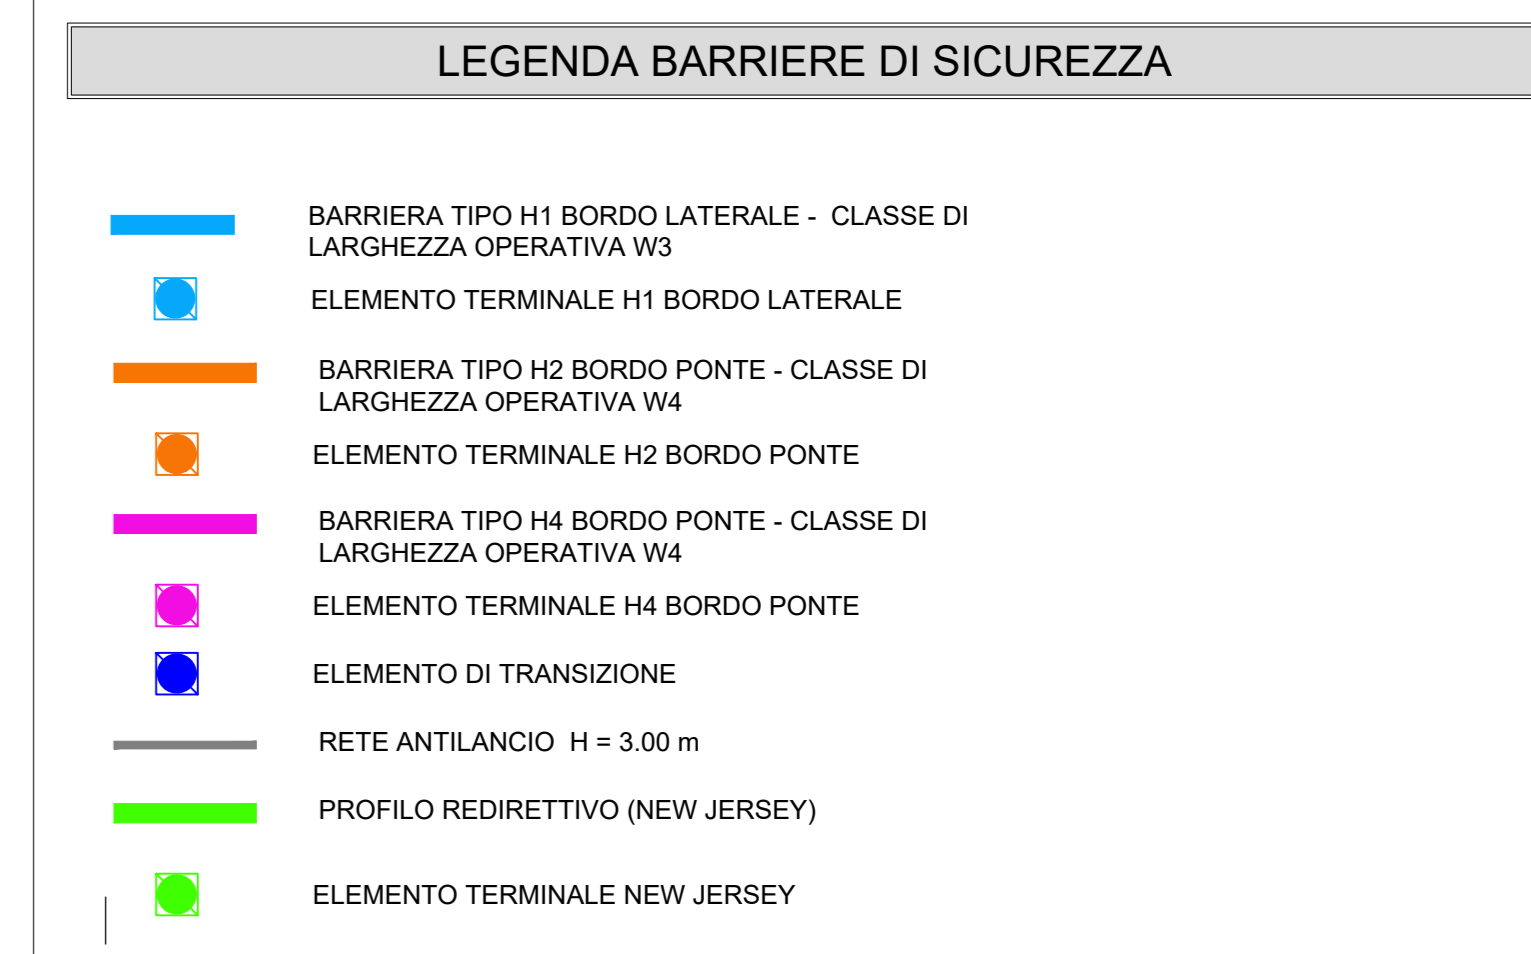 LEGENDA BARRIERE DI SICUREZZA
BARRIERA TIPO H1 BORDO LATERALE - CLASSE DI
LARGHEZZA OPERATIVA W3
ELEMENTO TERMINALE H1 BORDO LATERALE
BARRIERA TIPO H2 BORDO PONTE - CLASSE DI
LARGHEZZA OPERATIVA W4
ELEMENTO TERMINALE H2 BORDO PONTE
BARRIERA TIPO H4 BORDO PONTE - CLASSE DI
LARGHEZZA OPERATIVA W4
ELEMENTO TERMINALE H4 BORDO PONTE
ELEMENTO DI TRANSIZIONE
RETE ANTILANCIO H = 3.00 m
PROFILO REDIRETTIVO (NEW JERSEY)
ELEMENTO TERMINALE NEW JERSEY